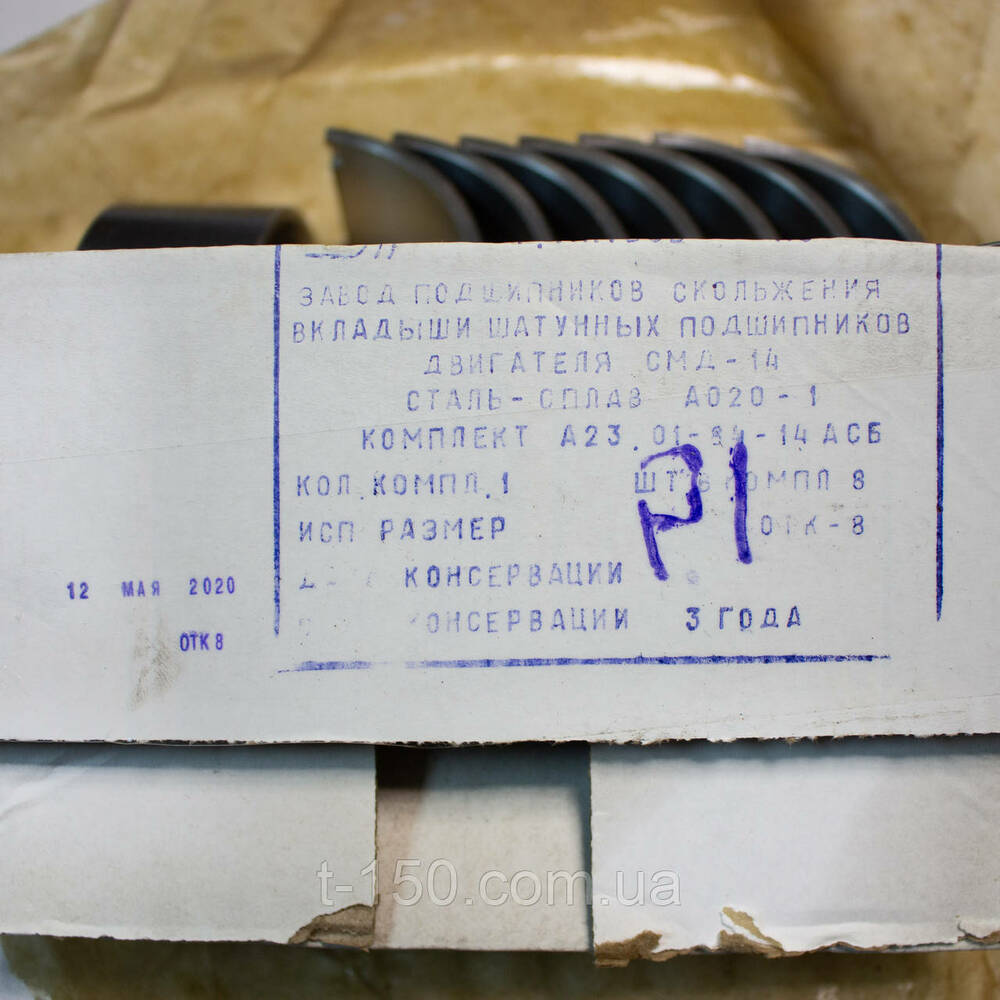 ЗАВОД ПОДШИПНИКОВ СКОЛЬЖЕНИЯ
ВКЛАДЫШИ ШАТУННЫХ ПОДШИПНИКОВ
ДВИГАТЕЛЯ СМД-14
СТАЛЬ-СПЛАВ АО20-1
КОМПЛЕКТ А23.01-84-14 АСБ
КОЛ.КОМПЛ.1 ШТ В КОМПЛ 8
ИСП РАЗМЕР Р1 ОТК-8
КОНСЕРВАЦИИ
КОНСЕРВАЦИИ 3 ГОДА
12 МАЯ 2020
ОТК 8
t-150.com.ua